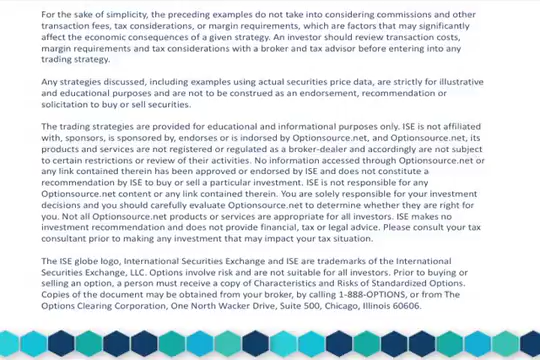 For the sake of simplicity, the preceding examples do not take into considering commissions and other
transaction fees, tax considerations, or margin requirements, which are factors that may significantly
affect the economic consequences of a given strategy. An investor should review transaction costs,
margin requirements and tax considerations with a broker and tax advisor before entering into any
trading strategy.
Any strategies discussed, including examples using actual securities price data, are strictly for illustrative
and educational purposes and are not to be construed as an endorsement, recommendation or
solicitation to buy or sell securities.
The trading strategies are provided for educational and informational purposes only. ISE is not affiliated
with, sponsors, is sponsored by, endorses or is indorsed by Optionsource.net, and Optionsource.net, its
products and services are not registered or regulated as a broker-dealer and accordingly are not subject
to certain restrictions or review of their activities. No information accessed through Optionsource.net or
any link contained therein has been approved or endorsed by ISE and does not constitute a
recommendation by ISE to buy or sell a particular investment. ISE is not responsible for any
Optionsource.net content or any link contained therein. You are solely responsible for your investment
decisions and you should carefully evaluate Optionsource.net to determine whether they are right for
you. Not all Optionsource.net products or services are appropriate for all investors. ISE makes no
investment recommendation and does not provide financial, tax or legal advice. Please consult your tax
consultant prior to making any investment that may impact your tax situation.
The ISE globe logo, International Securities Exchange and ISE are trademarks of the International
Securities Exchange, LLC. Options involve risk and are not suitable for all investors. Prior to buying or
selling an option, a person must receive a copy of Characteristics and Risks of Standardized Options.
Copies of the document may be obtained from your broker, by calling 1-888-OPTIONS, or from The
Options Clearing Corporation, One North Wacker Drive, Suite 500, Chicago, Illinois 60606.